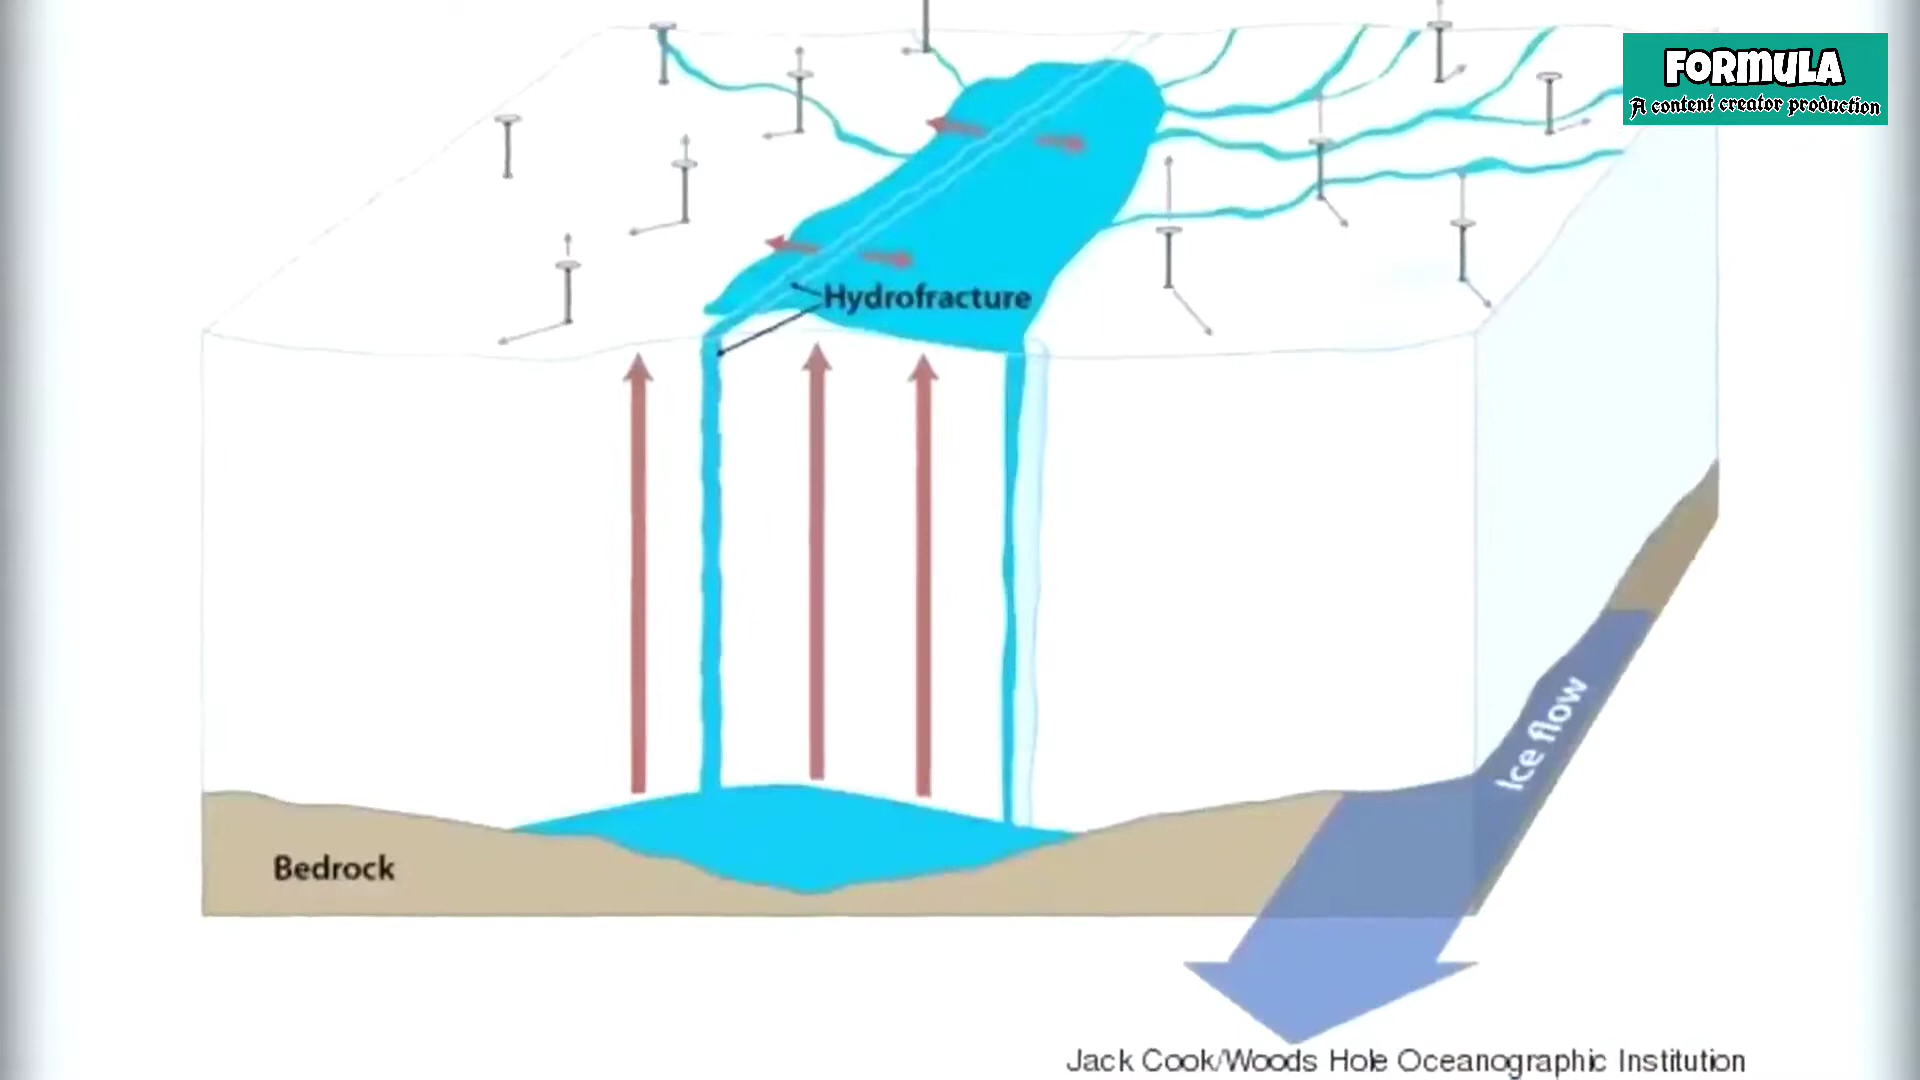 FORMULA
A content creator production
Hydrofracture
Ice flow
Bedrock
Jack Cook/Woods Hole Oceanographic Institution